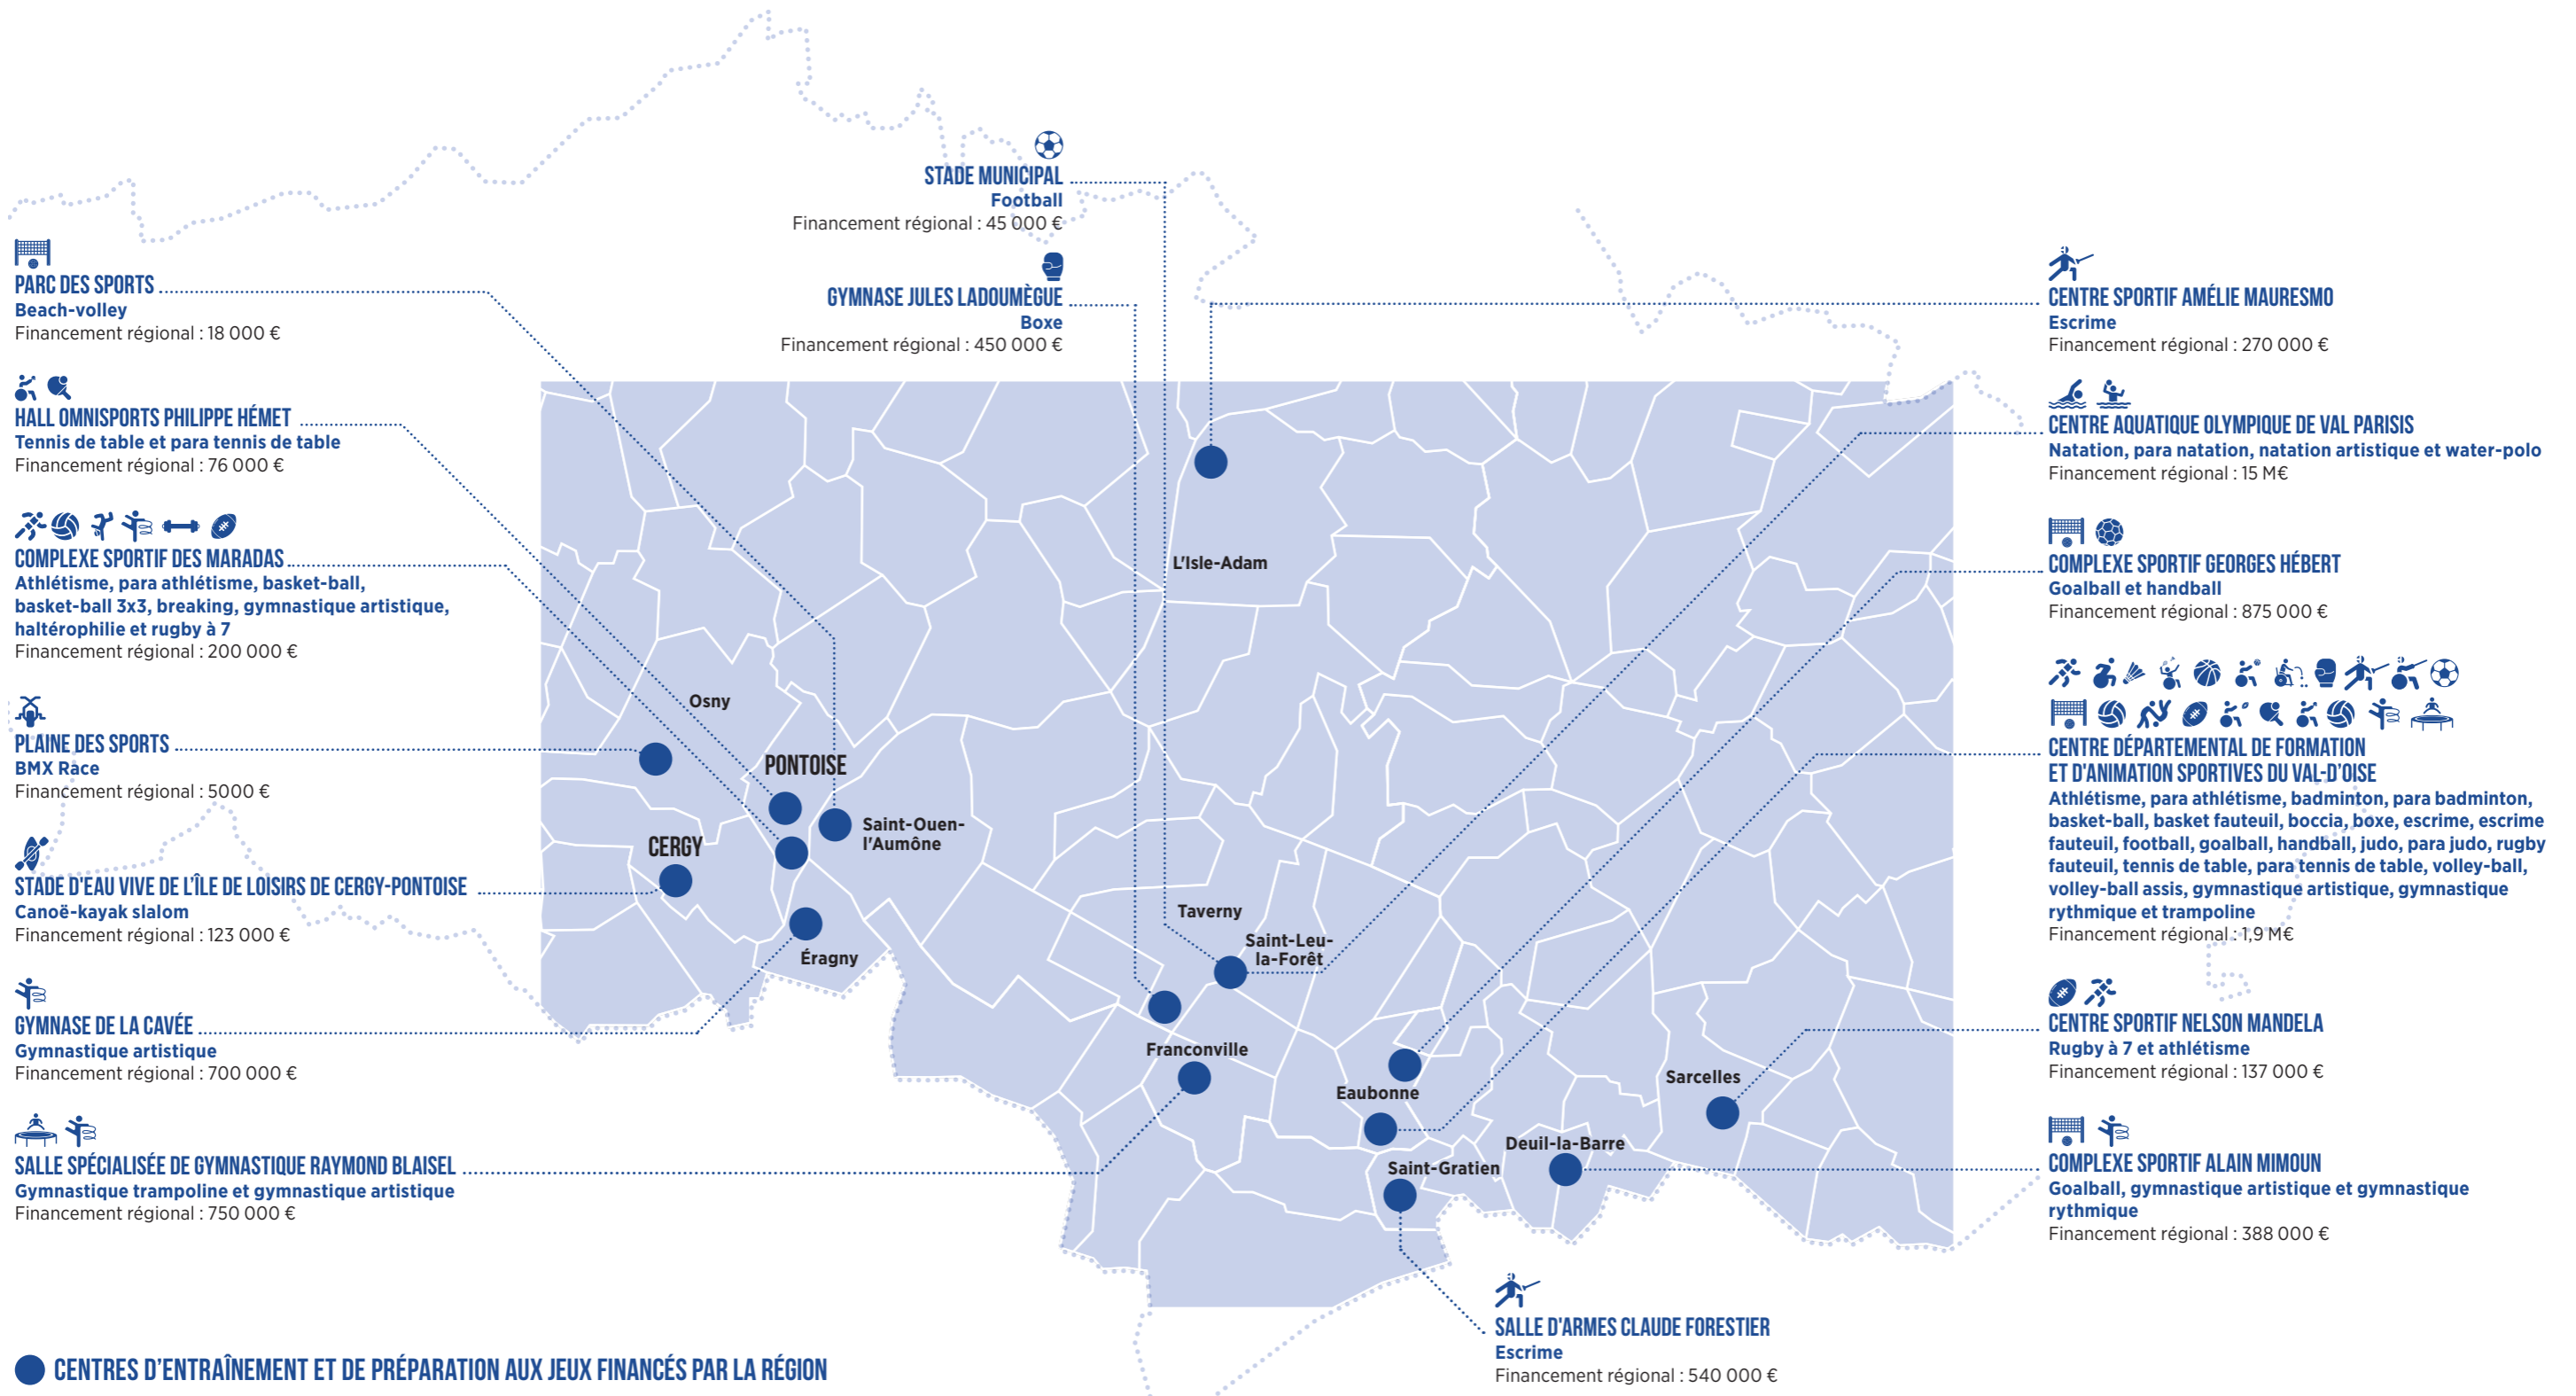 STADE MUNICIPAL
Football
Financement régional : 45 000 €
GYMNASE JULES LADOUMÈGUE
Boxe
Financement régional : 450 000 €
PARC DES SPORTS
Beach-volley
Financement régional : 18 000 €
HALL OMNISPORTS PHILIPPE HÉMET
Tennis de table et para tennis de table
Financement régional : 76 000 €
COMPLEXE SPORTIF DES MARADAS
Athlétisme, para athlétisme, basket-ball,
basket-ball 3x3, breaking, gymnastique artistique,
haltérophilie et rugby à 7
Financement régional : 200 000 €
PLAINE DES SPORTS
BMX Race
Financement régional : 5000 €
STADE D'EAU VIVE DE L'ÎLE DE LOISIRS DE CERGY-PONTOISE
Canoë-kayak slalom
Financement régional : 123 000 €
GYMNASE DE LA CAVÉE
Gymnastique artistique
Financement régional : 700 000 €
SALLE SPÉCIALISÉE DE GYMNASTIQUE RAYMOND BLAISEL
Gymnastique trampoline et gymnastique artistique
Financement régional : 750 000 €
L'Isle-Adam
Osny
PONTOISE
Saint-Ouen-
l'Aumône
CERGY
Éragny
Taverny
Saint-Leu-
la-Forêt
Franconville
Eaubonne
Sarcelles
Deuil-la-Barre
Saint-Gratien
CENTRE SPORTIF AMÉLIE MAURESMO
Escrime
Financement régional : 270 000 €
CENTRE AQUATIQUE OLYMPIQUE DE VAL PARISIS
Natation, para natation, natation artistique et water-polo
Financement régional : 15 M€
COMPLEXE SPORTIF GEORGES HÉBERT
Goalball et handball
Financement régional : 875 000 €
CENTRE DÉPARTEMENTAL DE FORMATION
ET D'ANIMATION SPORTIVES DU VAL-D'OISE
Athlétisme, para athlétisme, badminton, para badminton,
basket-ball, basket fauteuil, boccia, boxe, escrime, escrime
fauteuil, football, goalball, handball, judo, para judo, rugby
fauteuil, tennis de table, para tennis de table, volley-ball,
volley-ball assis, gymnastique artistique, gymnastique
rythmique et trampoline
Financement régional : 1,9 M€
CENTRE SPORTIF NELSON MANDELA
Rugby à 7 et athlétisme
Financement régional : 137 000 €
COMPLEXE SPORTIF ALAIN MIMOUN
Goalball, gymnastique artistique et gymnastique
rythmique
Financement régional : 388 000 €
SALLE D'ARMES CLAUDE FORESTIER
Escrime
Financement régional : 540 000 €
CENTRES D'ENTRAÎNEMENT ET DE PRÉPARATION AUX JEUX FINANCÉS PAR LA RÉGION